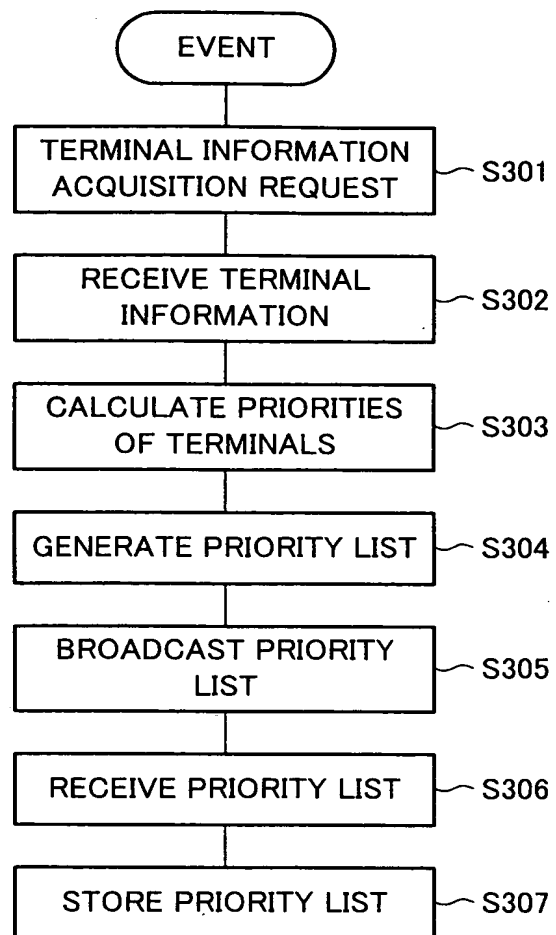 EVENT
TERMINAL INFORMATION
ACQUISITION REQUEST
S301
RECEIVE TERMINAL
INFORMATION
S302
CALCULATE PRIORITIES
OF TERMINALS
S303
GENERATE PRIORITY LIST
S304
BROADCAST PRIORITY
LIST
S305
RECEIVE PRIORITY LIST
S306
STORE PRIORITY LIST
S307